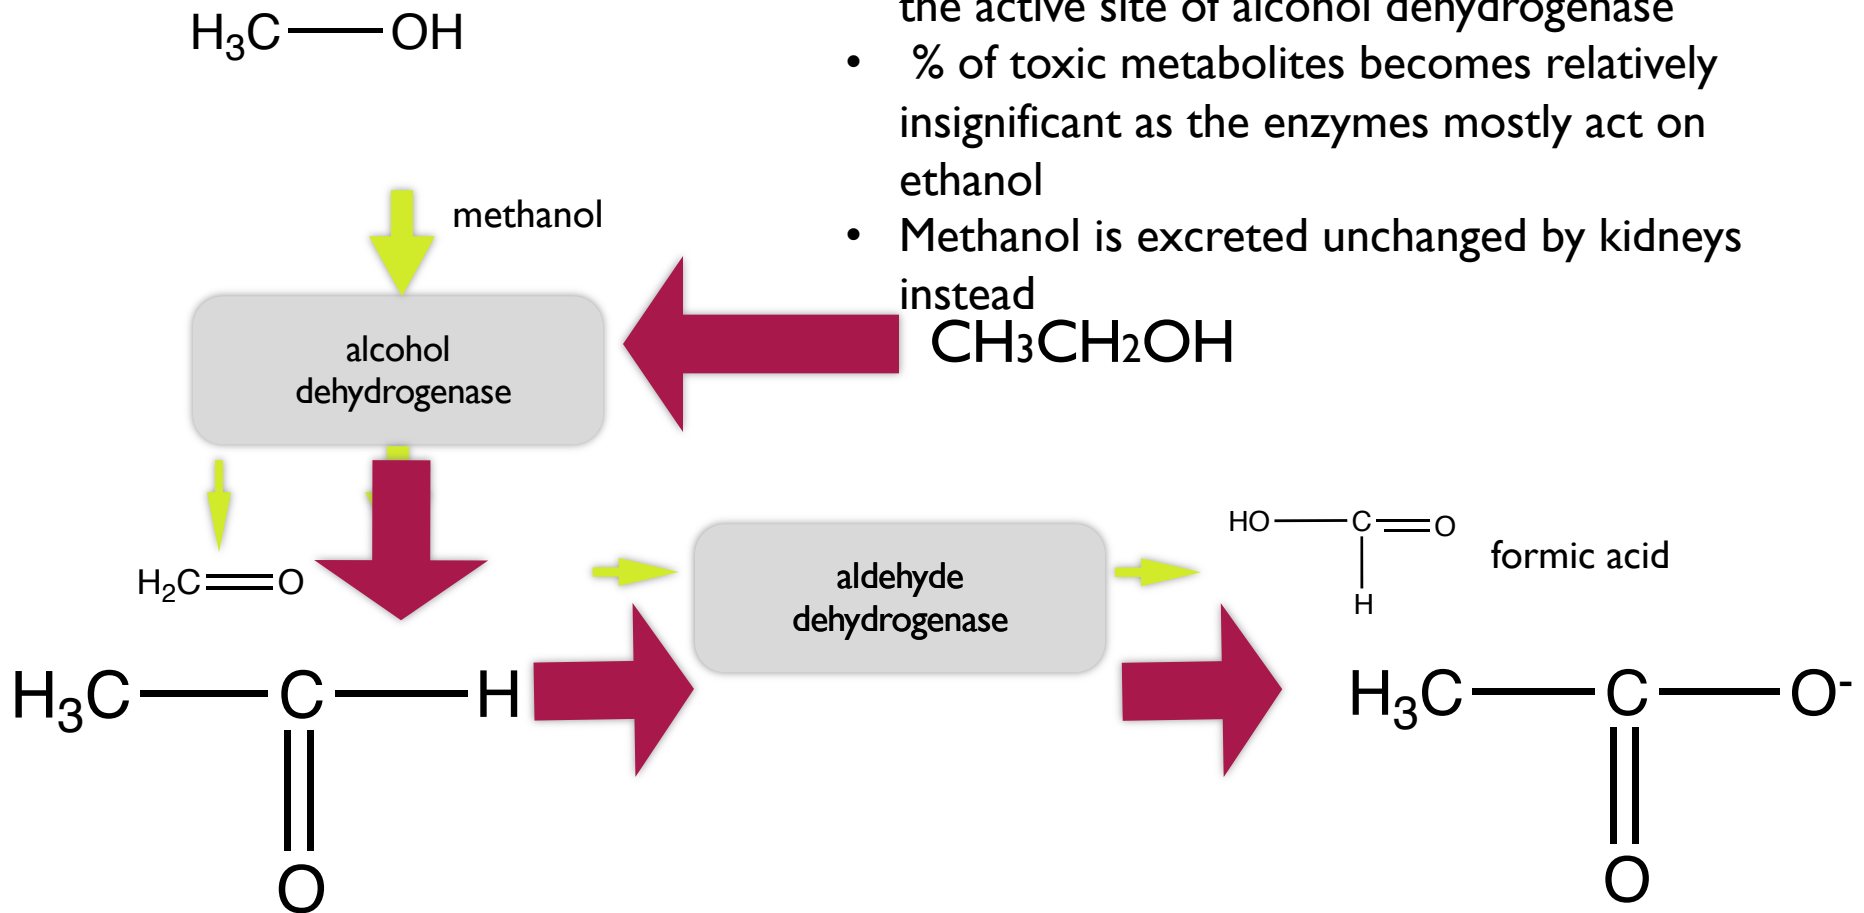 the active site of alcohol dehydrogenase
• % of toxic metabolites becomes relatively
insignificant as the enzymes mostly act on
ethanol
• Methanol is excreted unchanged by kidneys
instead
H₃C OH
methanol
alcohol
dehydrogenase
CH3CH2OH
H₂C O
aldehyde
dehydrogenase
HO C O
H
formic acid
H₃C C H
O
H₃C C O⁻
O